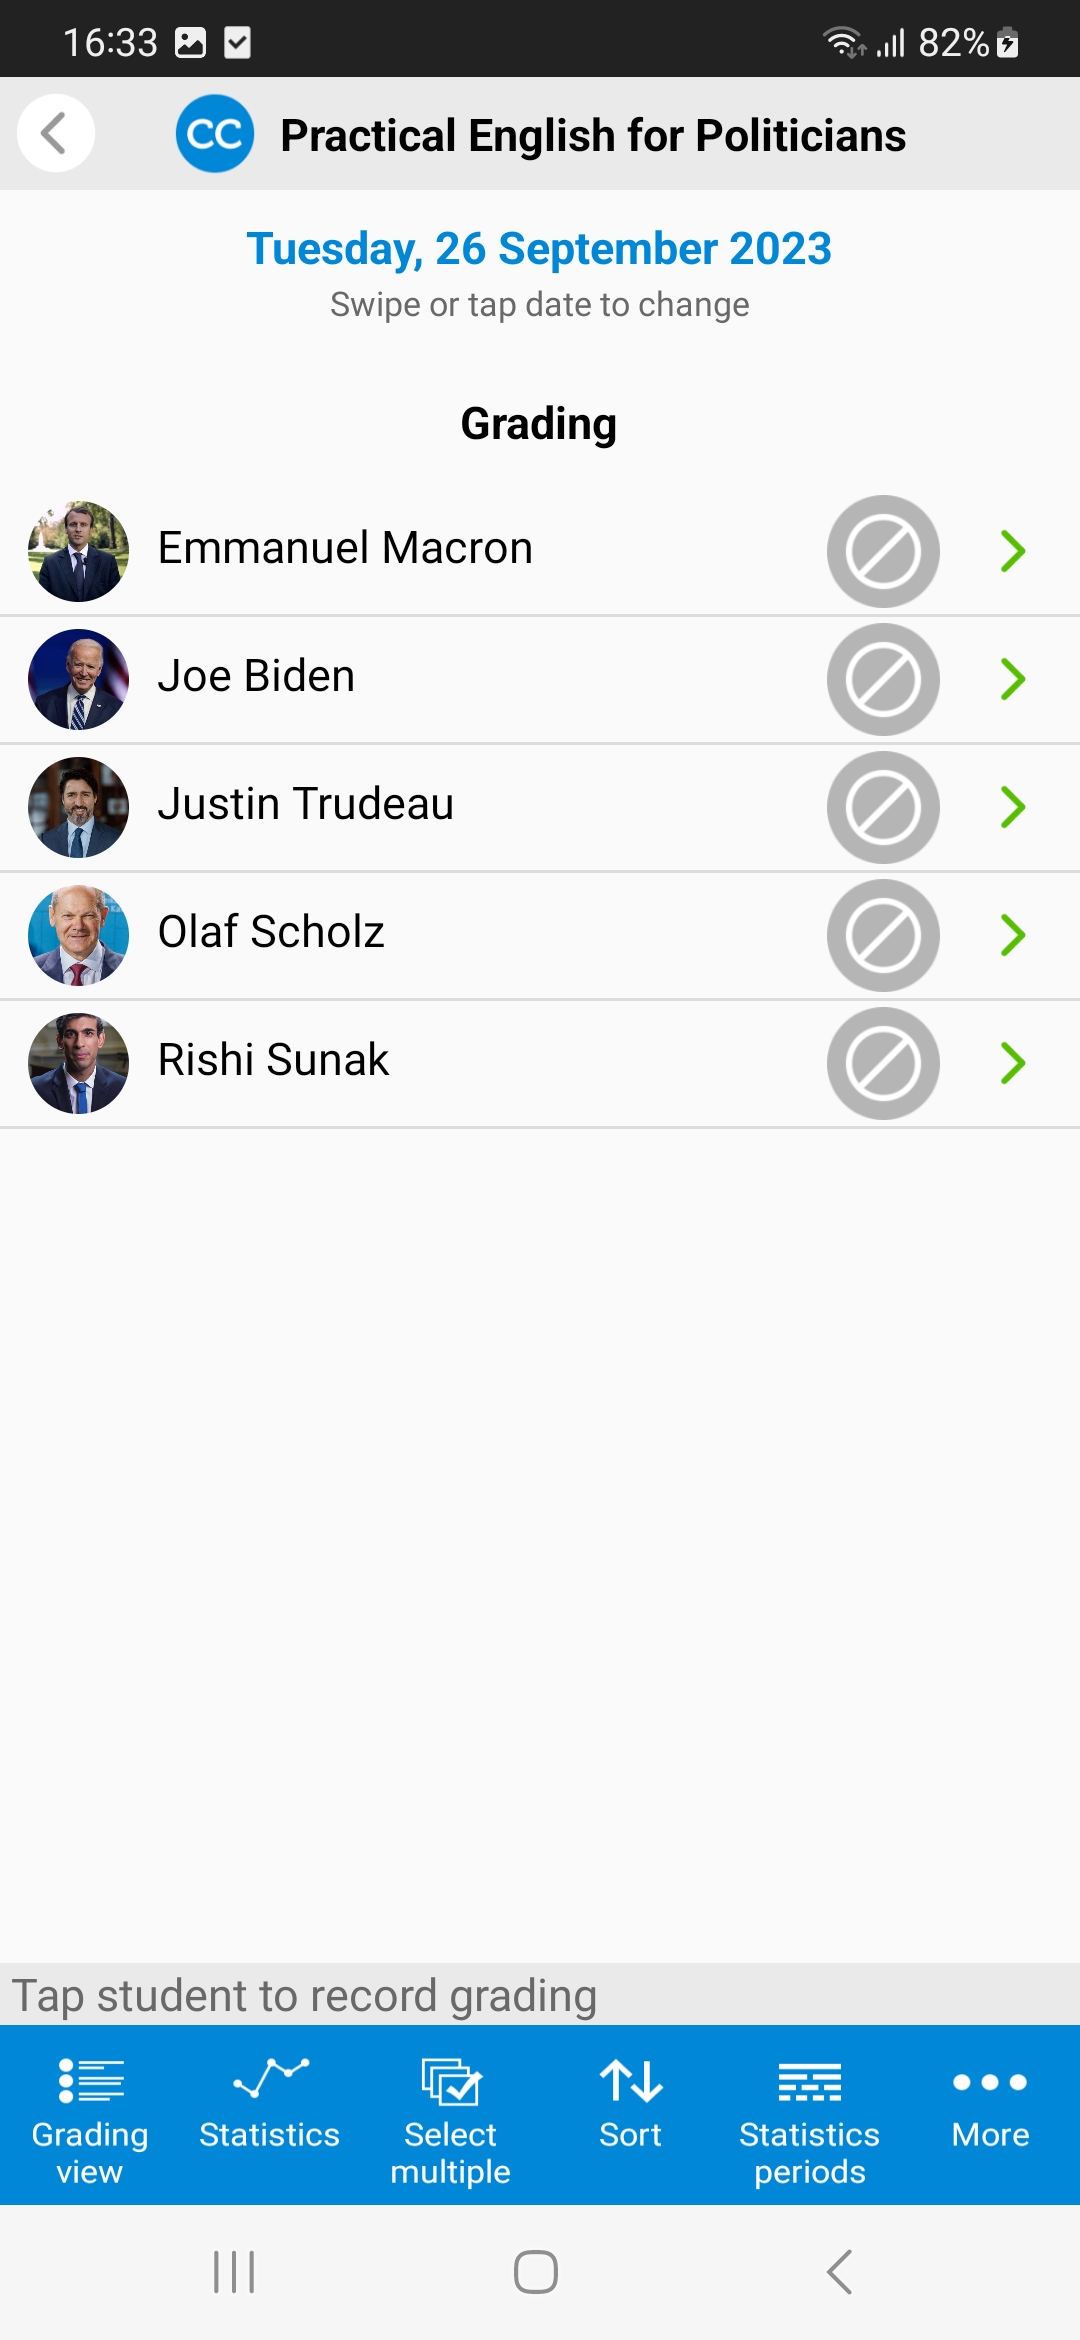 16:33
82%
CC Practical English for Politicians
Tuesday, 26 September 2023
Swipe or tap date to change
Grading
Emmanuel Macron
Joe Biden
Justin Trudeau
Olaf Scholz
Rishi Sunak
Tap student to record grading
Grading view
Statistics
Select multiple
Sort
Statistics periods
More